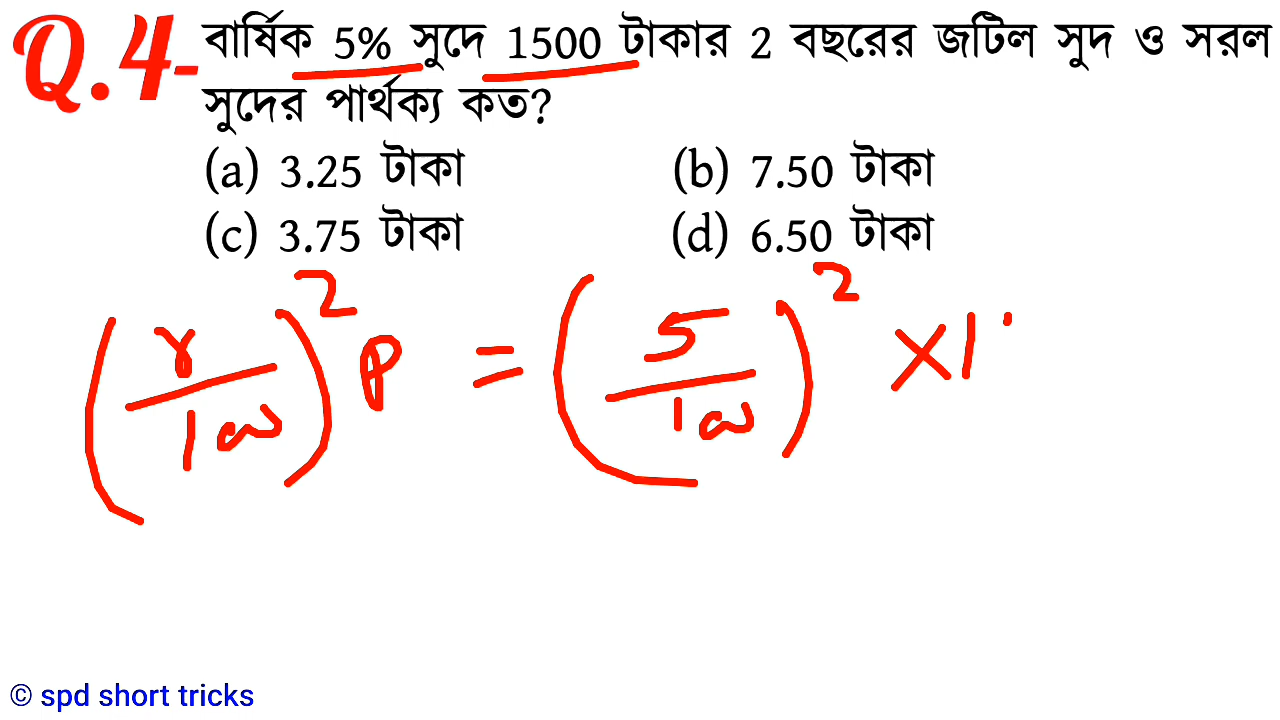 Q.4- বার্ষিক 5% সুদে 1500 টাকার 2 বছরের জটিল সুদ ও সরল
সুদের পার্থক্য কত?
(a) 3.25 টাকা (b) 7.50 টাকা
(c) 3.75 টাকা (d) 6.50 টাকা
(r/100)² P = (5/100)² × 1
© spd short tricks